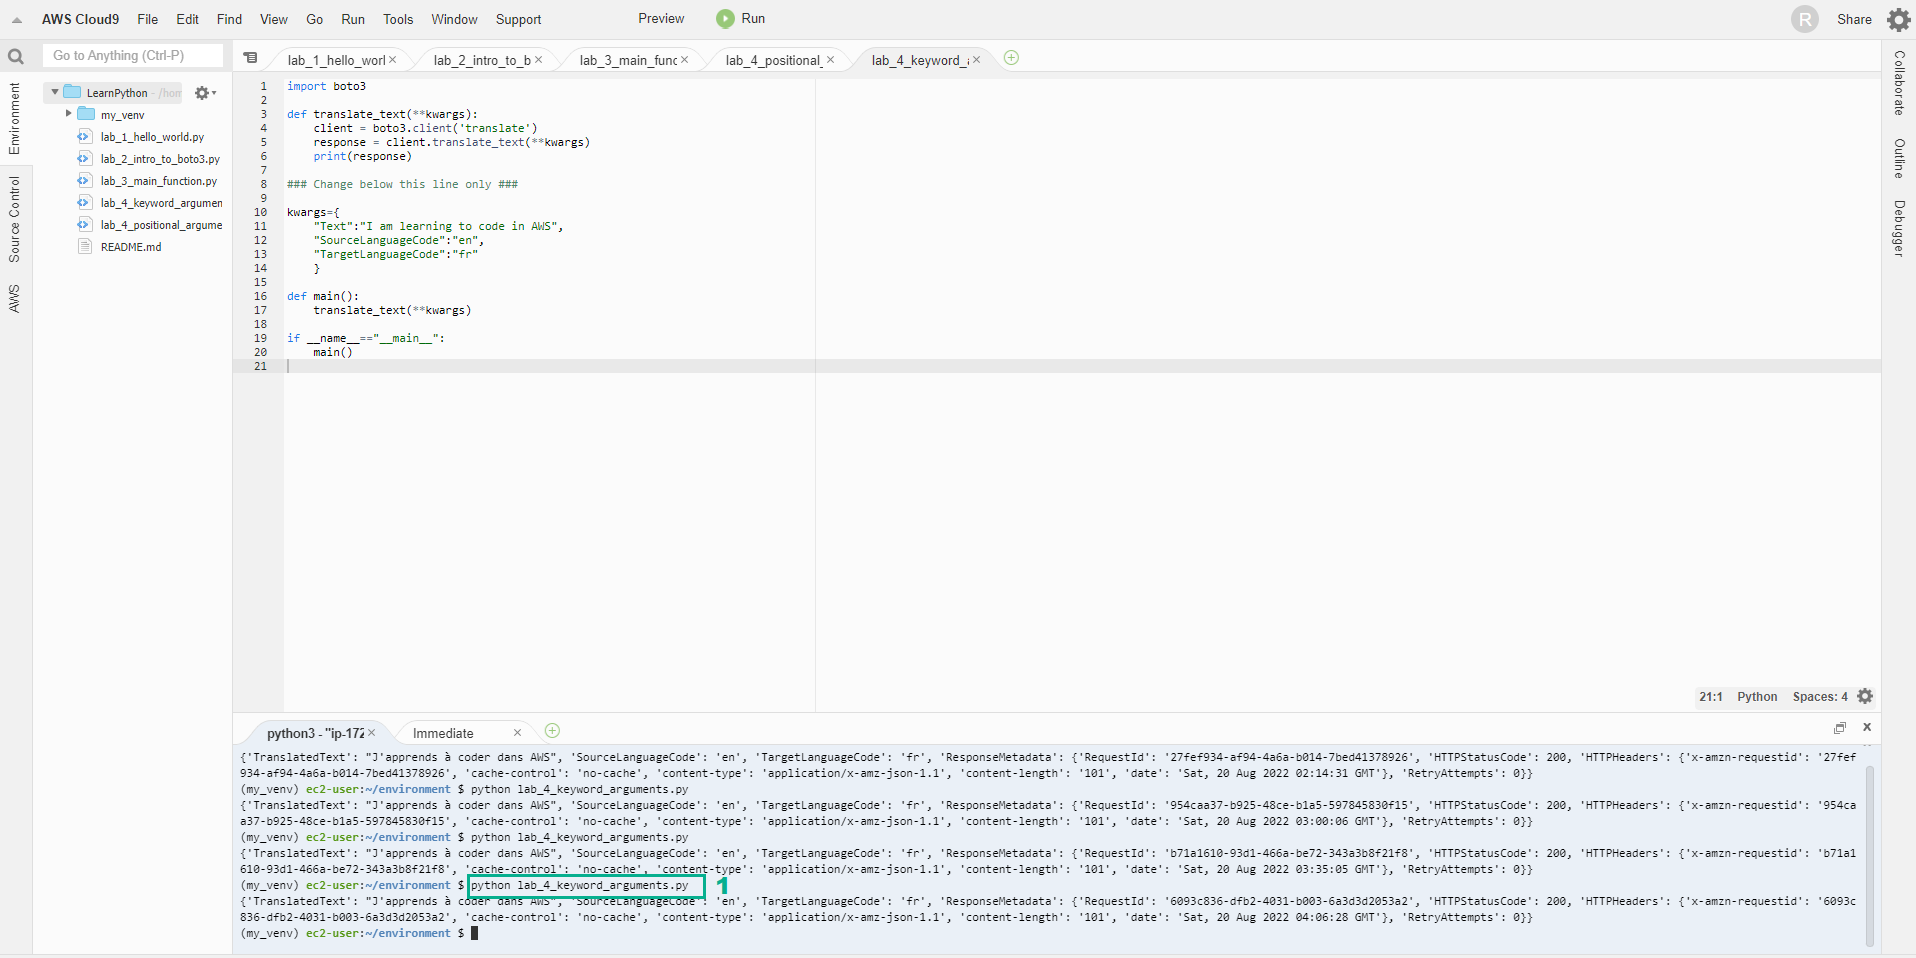 AWS Cloud9 File Edit Find View Go Run Tools Window Support Preview Run R Share
Go to Anything (Ctrl-P)
lab_1_hello_worl × lab_2_intro_to_b × lab_3_main_func × lab_4_positional_ × lab_4_keyword_a ×
Environment
Source Control
AWS
LearnPython - /hom
my_venv
lab_1_hello_world.py
lab_2_intro_to_boto3.py
lab_3_main_function.py
lab_4_keyword_argumen
lab_4_positional_argume
README.md
Collaborate
Outline
Debugger
1 import boto3
2
3 def translate_text(**kwargs):
4 client = boto3.client('translate')
5 response = client.translate_text(**kwargs)
6 print(response)
7
8 ### Change below this line only ###
9
10 kwargs={
11 "Text":"I am learning to code in AWS",
12 "SourceLanguageCode":"en",
13 "TargetLanguageCode":"fr"
14 }
15
16 def main():
17 translate_text(**kwargs)
18
19 if __name__=="__main__":
20 main()
21
21:1 Python Spaces: 4
python3 - "ip-172 × Immediate ×
{'TranslatedText': "J'apprends à coder dans AWS", 'SourceLanguageCode': 'en', 'TargetLanguageCode': 'fr', 'ResponseMetadata': {'RequestId': '27fef934-af94-4a6a-b014-7bed41378926', 'HTTPStatusCode': 200, 'HTTPHeaders': {'x-amzn-requestid': '27fef
934-af94-4a6a-b014-7bed41378926', 'cache-control': 'no-cache', 'content-type': 'application/x-amz-json-1.1', 'content-length': '101', 'date': 'Sat, 20 Aug 2022 02:14:31 GMT'}, 'RetryAttempts': 0}}
(my_venv) ec2-user:~/environment $ python lab_4_keyword_arguments.py
{'TranslatedText': "J'apprends à coder dans AWS", 'SourceLanguageCode': 'en', 'TargetLanguageCode': 'fr', 'ResponseMetadata': {'RequestId': '954caa37-b925-48ce-b1a5-597845830f15', 'HTTPStatusCode': 200, 'HTTPHeaders': {'x-amzn-requestid': '954ca
a37-b925-48ce-b1a5-597845830f15', 'cache-control': 'no-cache', 'content-type': 'application/x-amz-json-1.1', 'content-length': '101', 'date': 'Sat, 20 Aug 2022 03:00:06 GMT'}, 'RetryAttempts': 0}}
(my_venv) ec2-user:~/environment $ python lab_4_keyword_arguments.py
{'TranslatedText': "J'apprends à coder dans AWS", 'SourceLanguageCode': 'en', 'TargetLanguageCode': 'fr', 'ResponseMetadata': {'RequestId': 'b71a1610-93d1-466a-be72-343a3b8f21f8', 'HTTPStatusCode': 200, 'HTTPHeaders': {'x-amzn-requestid': 'b71a1
610-93d1-466a-be72-343a3b8f21f8', 'cache-control': 'no-cache', 'content-type': 'application/x-amz-json-1.1', 'content-length': '101', 'date': 'Sat, 20 Aug 2022 03:35:05 GMT'}, 'RetryAttempts': 0}}
(my_venv) ec2-user:~/environment $ python lab_4_keyword_arguments.py 1
{'TranslatedText': "J'apprends à coder dans AWS", 'SourceLanguageCode': 'en', 'TargetLanguageCode': 'fr', 'ResponseMetadata': {'RequestId': '6093c836-dfb2-4031-b003-6a3d3d2053a2', 'HTTPStatusCode': 200, 'HTTPHeaders': {'x-amzn-requestid': '6093c
836-dfb2-4031-b003-6a3d3d2053a2', 'cache-control': 'no-cache', 'content-type': 'application/x-amz-json-1.1', 'content-length': '101', 'date': 'Sat, 20 Aug 2022 04:06:28 GMT'}, 'RetryAttempts': 0}}
(my_venv) ec2-user:~/environment $